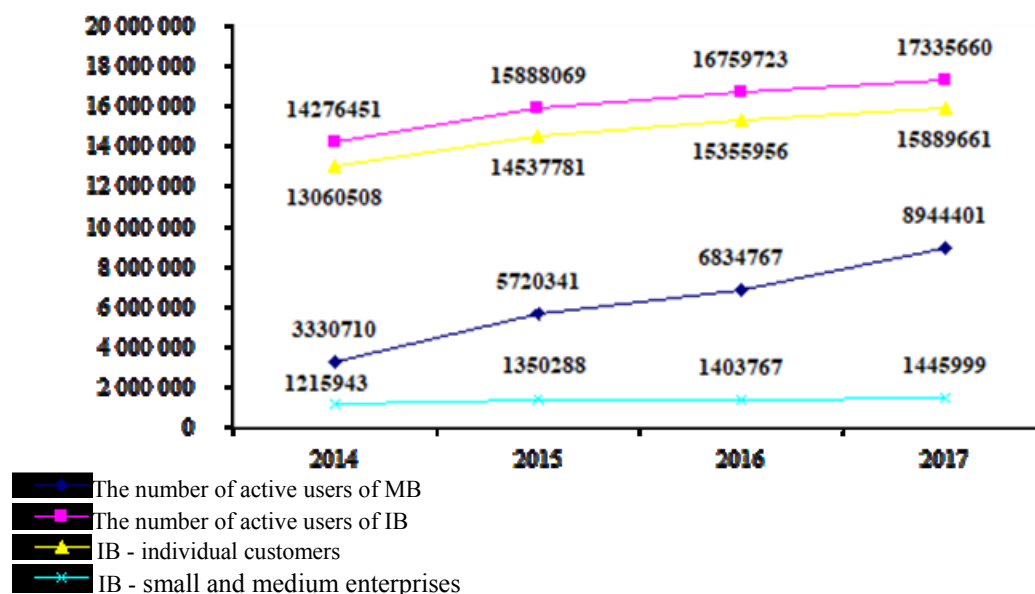 20 000 000
18 000 000
16 000 000
14 000 000
12 000 000
10 000 000
8 000 000
6 000 000
4 000 000
2 000 000
0
14276451
15888069
16759723
17335660
13060508
14537781
15355956
15889661
3330710
5720341
6834767
8944401
1215943
1350288
1403767
1445999
2014 2015 2016 2017
The number of active users of MB
The number of active users of IB
IB - individual customers
IB - small and medium enterprises